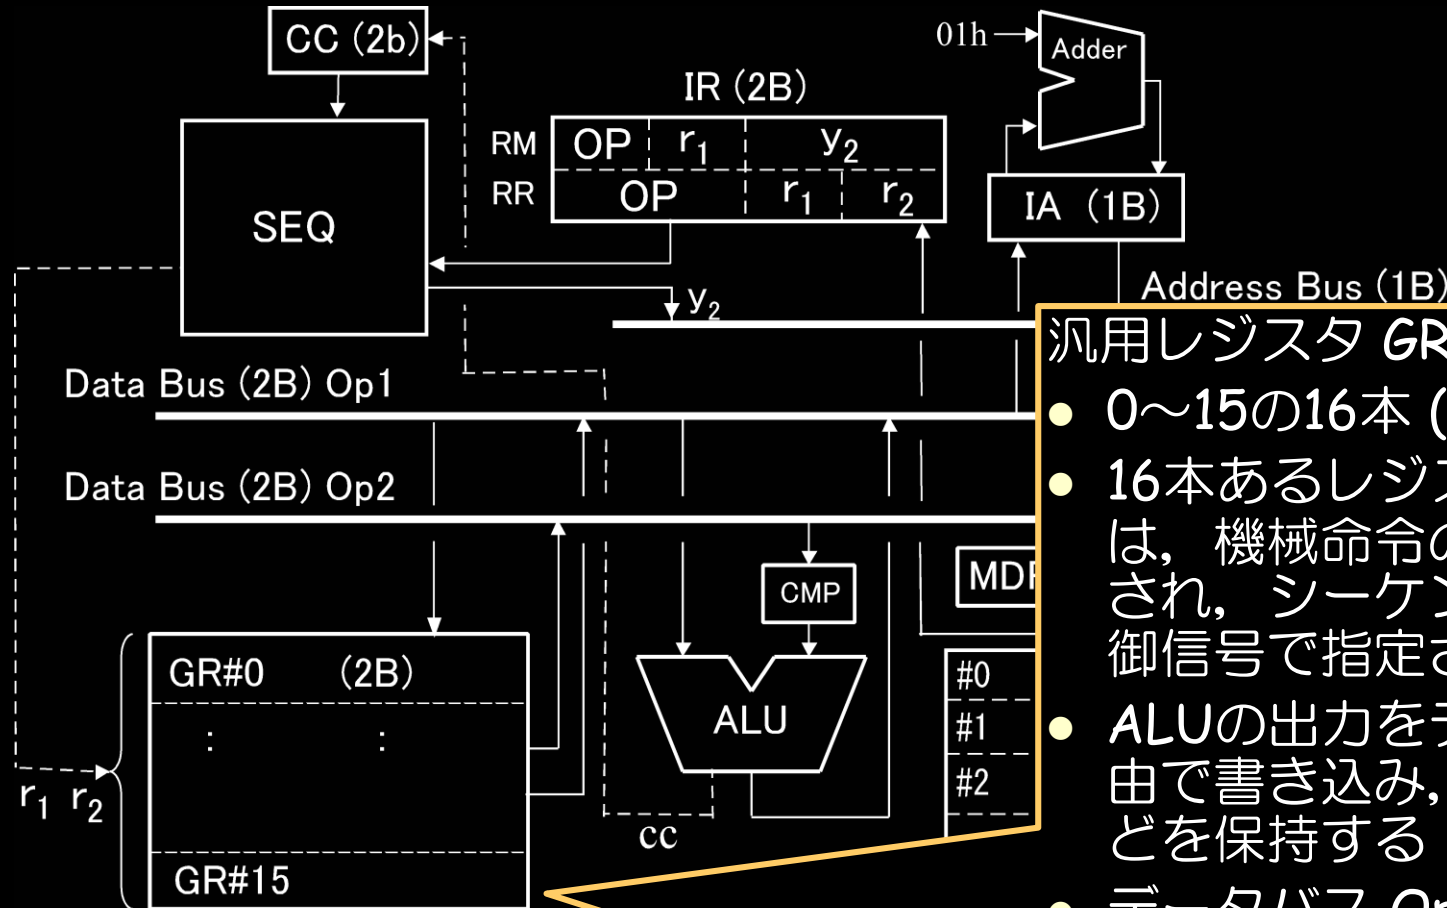 CC (2b)
01h
Adder
IR (2B)
RM
OP
r1
y2
RR
OP
r1
r2
IA (1B)
SEQ
y2
Address Bus (1B)
Data Bus (2B) Op1
Data Bus (2B) Op2
CMP
GR#0 (2B)
: :
GR#15
r1 r2
ALU
cc
#0
#1
#2
汎用レジスタ GR
● 0～15の16本 (
● 16本あるレジス
は，機械命令の
され，シーケン
御信号で指定
● ALUの出力を
由で書き込み，
どを保持する
● データバス